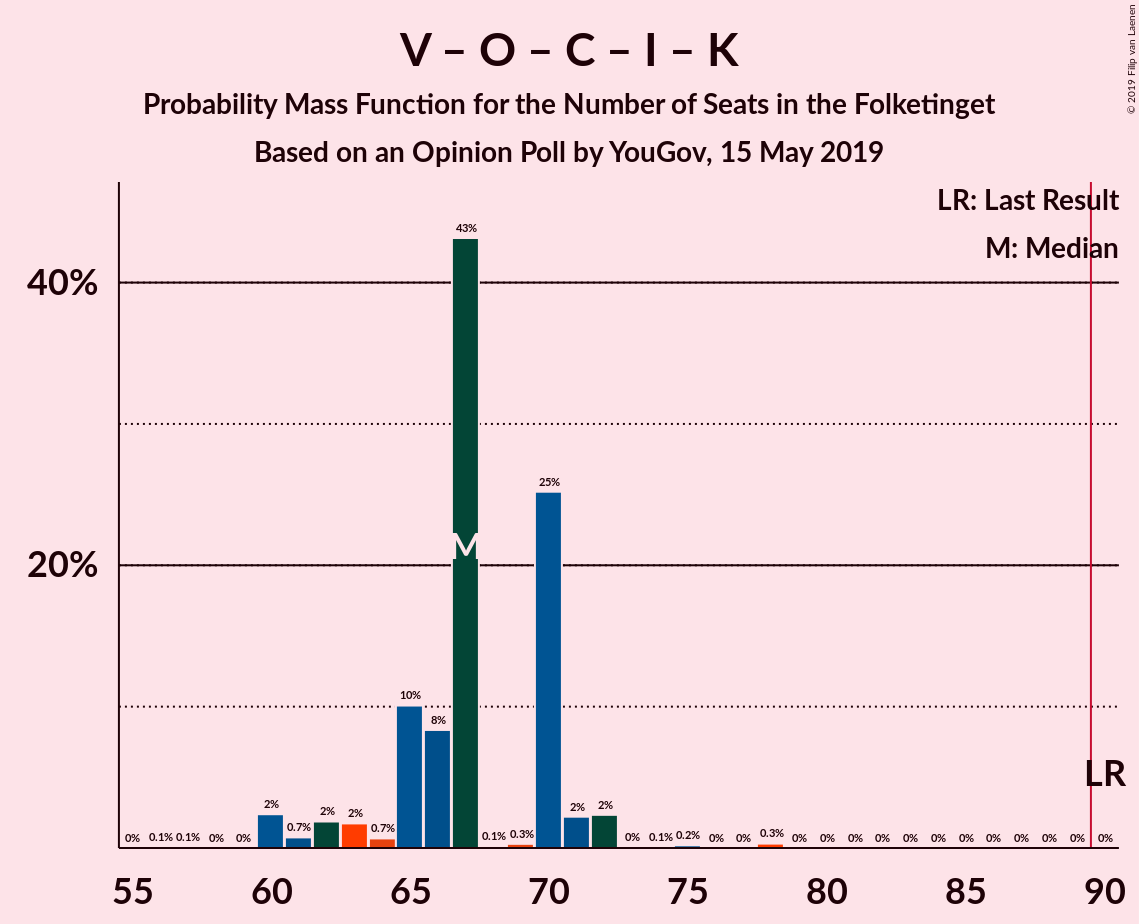 V – O – C – I – K
Probability Mass Function for the Number of Seats in the Folketinget
Based on an Opinion Poll by YouGov, 15 May 2019
© 2019 Filip van Laenen
LR: Last Result
M: Median
43%
40%
25%
M
20%
10%
8%
LR
2% 0.7% 2% 2% 0.7% 2% 2%
0% 0.1% 0.1% 0% 0% 0.1% 0.3% 0% 0.1% 0.2% 0% 0% 0.3% 0% 0% 0% 0% 0% 0% 0% 0% 0% 0% 0% 0%
55 60 65 70 75 80 85 90